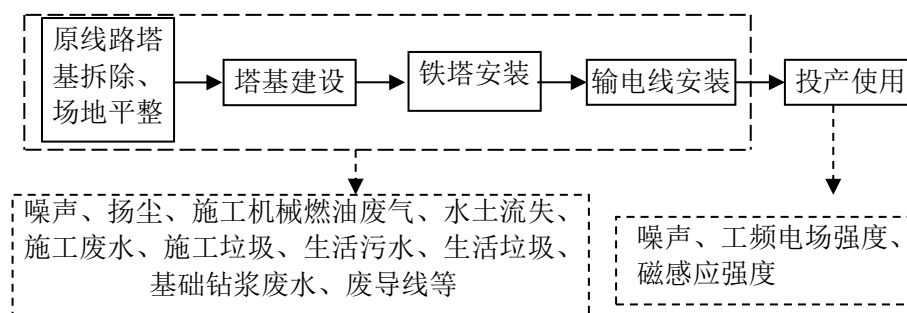 原线路塔
基拆除、
场地平整
塔基建设
铁塔安装
输电线安装
投产使用
噪声、扬尘、施工机械燃油废气、水土流失、
施工废水、施工垃圾、生活污水、生活垃圾、
基础钻浆废水、废导线等
噪声、工频电场强度、
磁感应强度